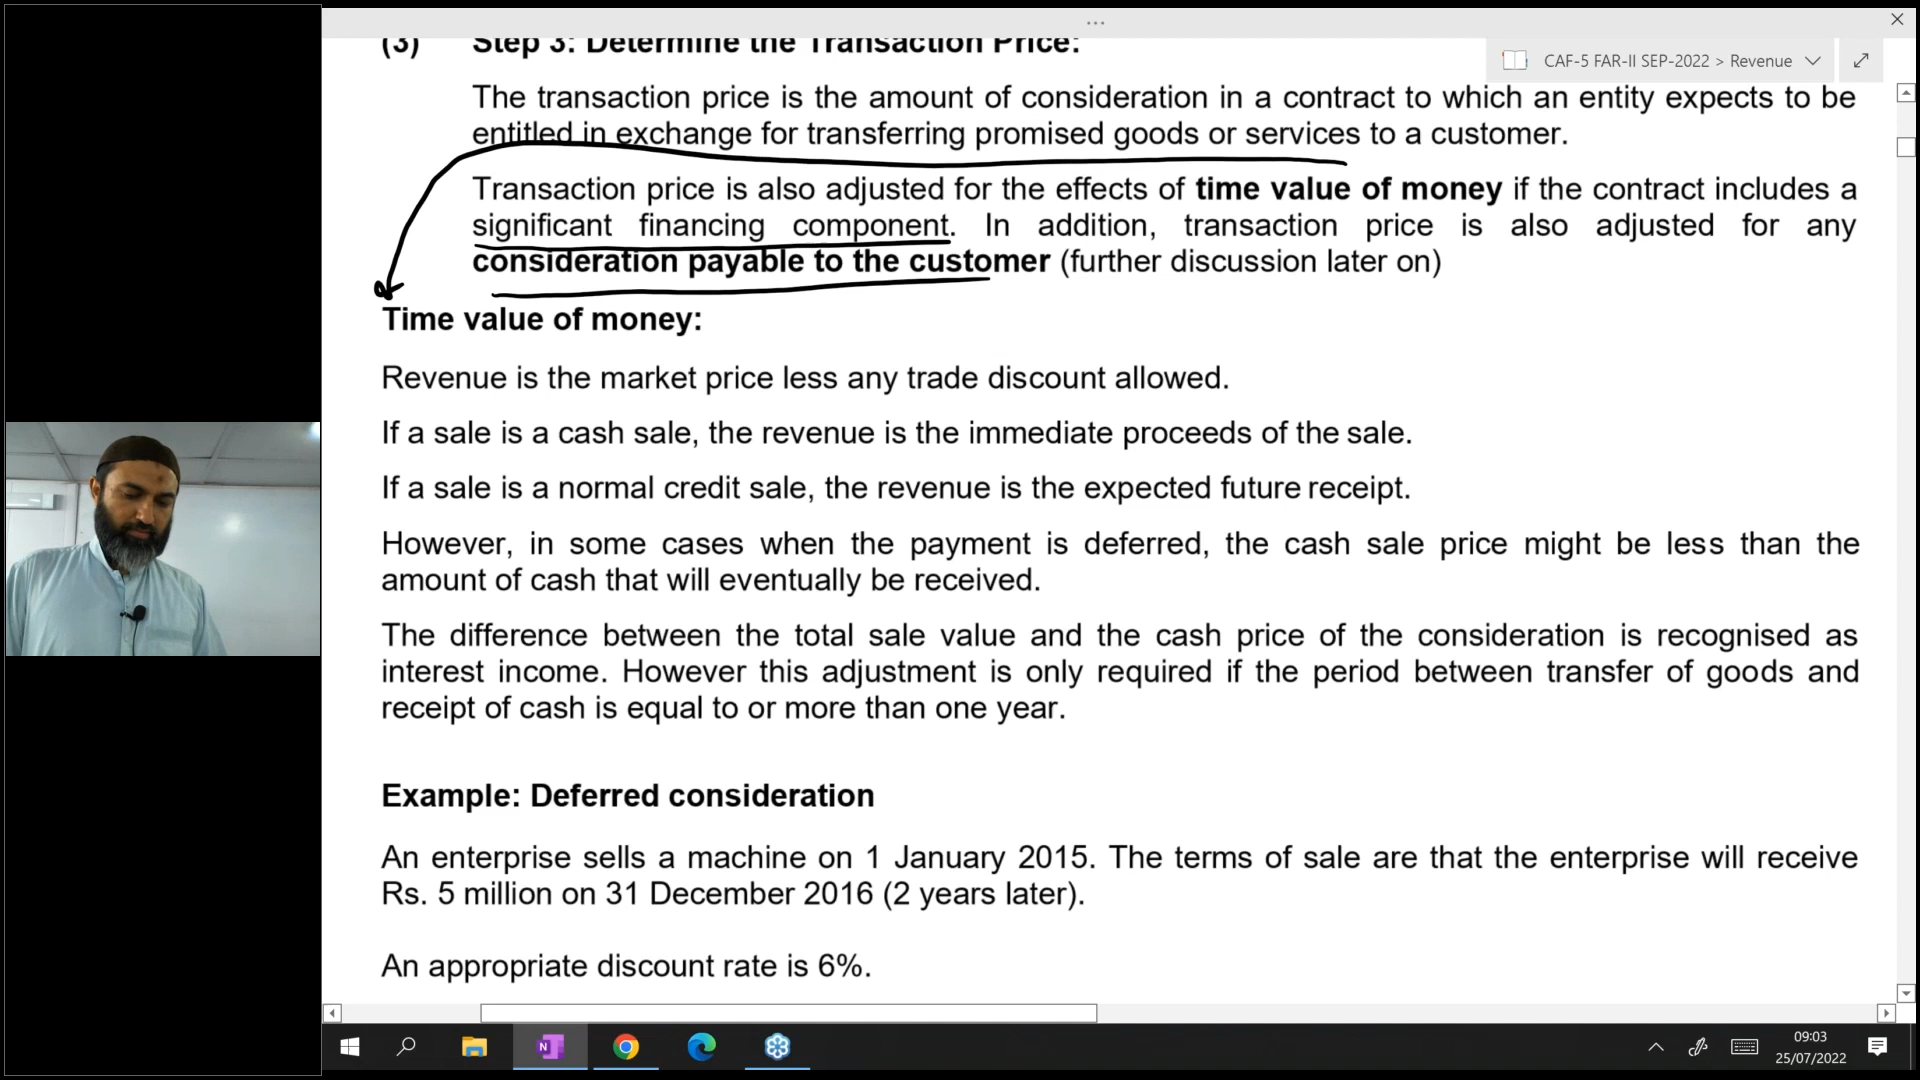 (3) Step 3: Determine the Transaction Price:
CAF-5 FAR-II SEP-2022 > Revenue
The transaction price is the amount of consideration in a contract to which an entity expects to be
entitled in exchange for transferring promised goods or services to a customer.
Transaction price is also adjusted for the effects of time value of money if the contract includes a
significant financing component. In addition, transaction price is also adjusted for any
consideration payable to the customer (further discussion later on)
Time value of money:
Revenue is the market price less any trade discount allowed.
If a sale is a cash sale, the revenue is the immediate proceeds of the sale.
If a sale is a normal credit sale, the revenue is the expected future receipt.
However, in some cases when the payment is deferred, the cash sale price might be less than the
amount of cash that will eventually be received.
The difference between the total sale value and the cash price of the consideration is recognised as
interest income. However this adjustment is only required if the period between transfer of goods and
receipt of cash is equal to or more than one year.
Example: Deferred consideration
An enterprise sells a machine on 1 January 2015. The terms of sale are that the enterprise will receive
Rs. 5 million on 31 December 2016 (2 years later).
An appropriate discount rate is 6%.
09:03
25/07/2022